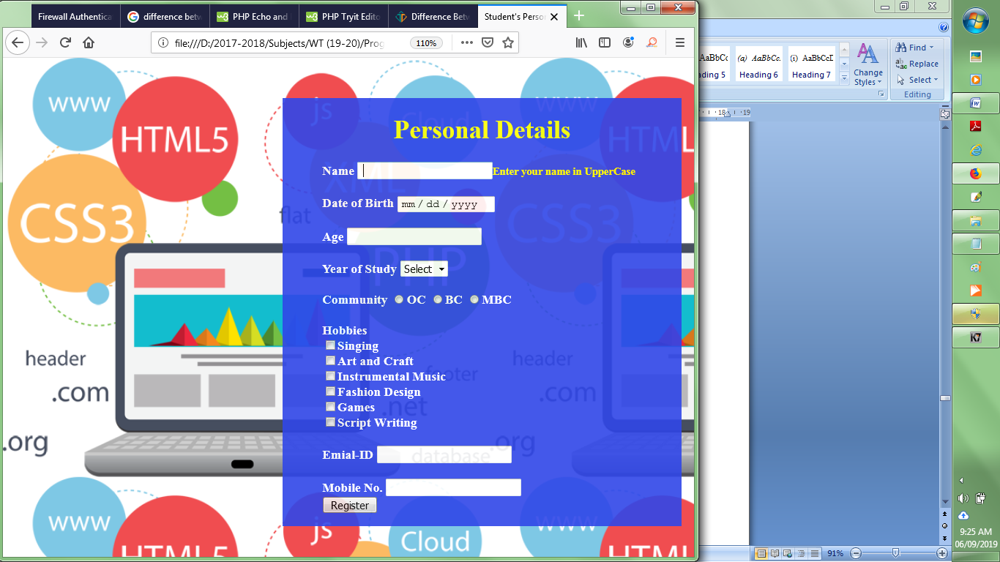 Firewall Authentica
difference betw
PHP Echo and
PHP Tryit Edito
Difference Betw
Student's Perso
file:///D:/2017-2018/Subjects/WT (19-20)/Prog
110%
www
HTML5
CSS3
js
Cloud
XML
flat
PHP
www
HTML
CSS3
header
.com
.org
footer
.net
database
header
.com
.org
www
HTML5
js
Cloud
www
HTML
Personal Details
Name Enter your name in UpperCase
Date of Birth mm / dd / yyyy
Age
Year of Study Select
Community OC BC MBC
Hobbies
Singing
Art and Craft
Instrumental Music
Fashion Design
Games
Script Writing
Emial-ID
Mobile No.
Register
AaBbCc (a) AaBbCc. (i) AaBbCcI
ading 5 Heading 6 Heading 7
Change
Styles
Find
Replace
Select
Editing
18 19
91%
K7
9:25 AM
06/09/2019